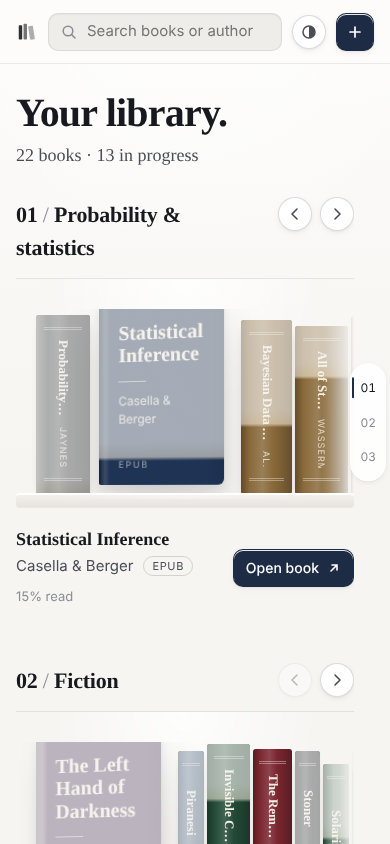 Search books or author
Your library.
22 books · 13 in progress
01 / Probability &
statistics
Probability…
JAYNES
Statistical
Inference
Casella &
Berger
EPUB
Bayesian Data …
AL.
All of St…
WASSERM
01
02
03
Statistical Inference
Casella & Berger
EPUB
15% read
Open book
02 / Fiction
The Left
Hand of
Darkness
Piranesi
Invisible C…
The Rem…
Stoner
Solari